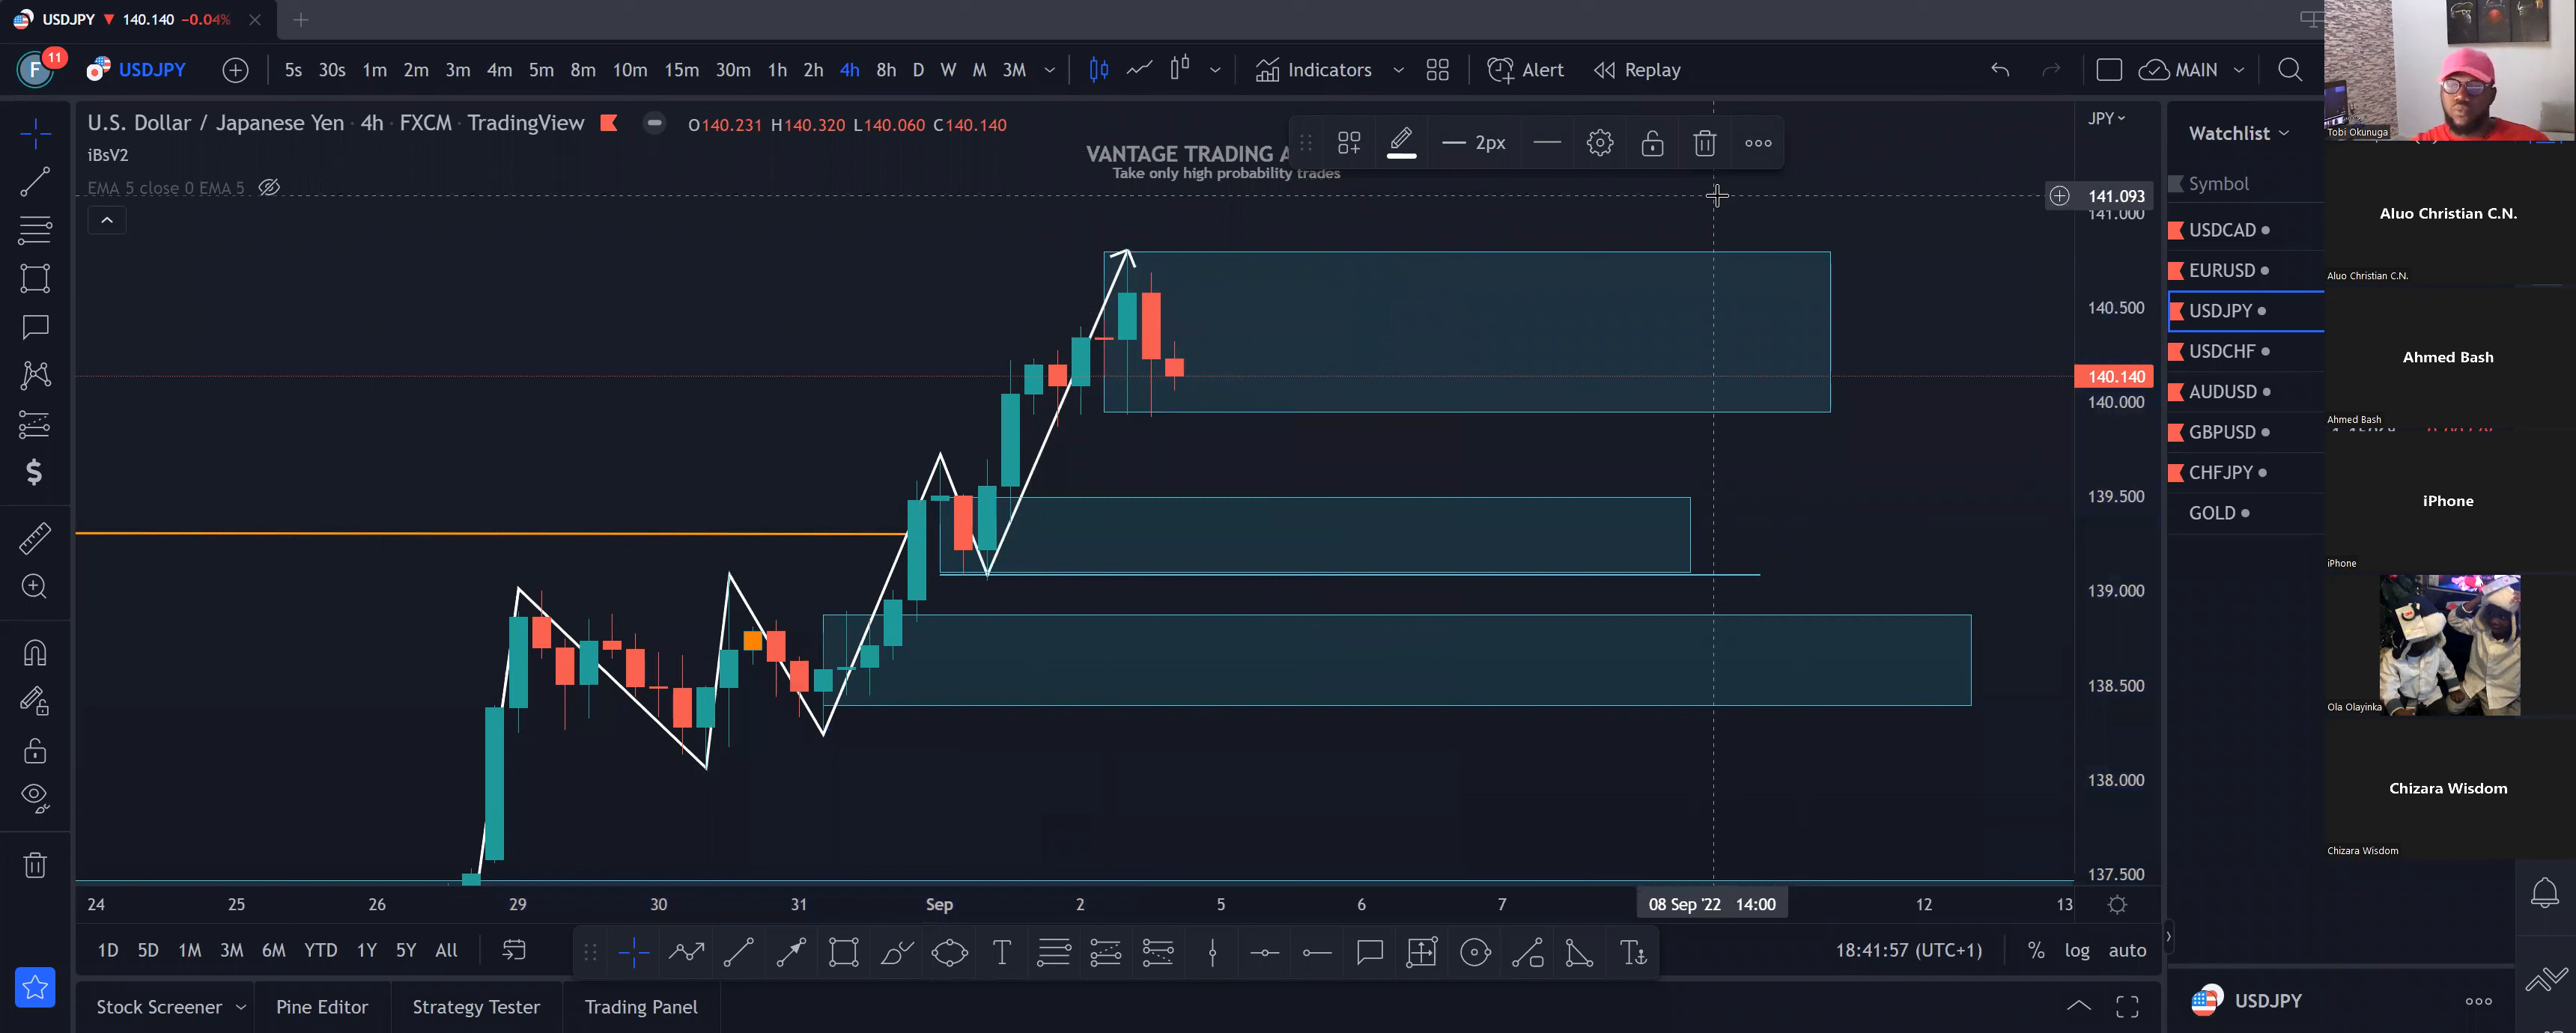 USDJPY 140.140 −0.04%
F 11 USDJPY 5s 30s 1m 2m 3m 4m 5m 8m 10m 15m 30m 1h 2h 4h 8h D W M 3M Indicators Alert Replay MAIN
U.S. Dollar / Japanese Yen · 4h · FXCM · TradingView O140.231 H140.320 L140.060 C140.140
iBsV2
EMA 5 close 0 EMA 5
VANTAGE TRADING A
Take only high probability trades
2px
JPY
141.093
141.000
140.500
140.140
140.000
139.500
139.000
138.500
138.000
137.500
Watchlist
Symbol
USDCAD
EURUSD
USDJPY
USDCHF
AUDUSD
GBPUSD
CHFJPY
GOLD
Tobi Okunuga
Aluo Christian C.N.
Aluo Christian C.N.
Ahmed Bash
Ahmed Bash
iPhone
iPhone
Ola Olayinka
Chizara Wisdom
Chizara Wisdom
24 25 26 29 30 31 Sep 2 5 6 7 08 Sep '22 14:00 12 13
1D 5D 1M 3M 6M YTD 1Y 5Y All T 18:41:57 (UTC+1) % log auto
Stock Screener Pine Editor Strategy Tester Trading Panel
USDJPY